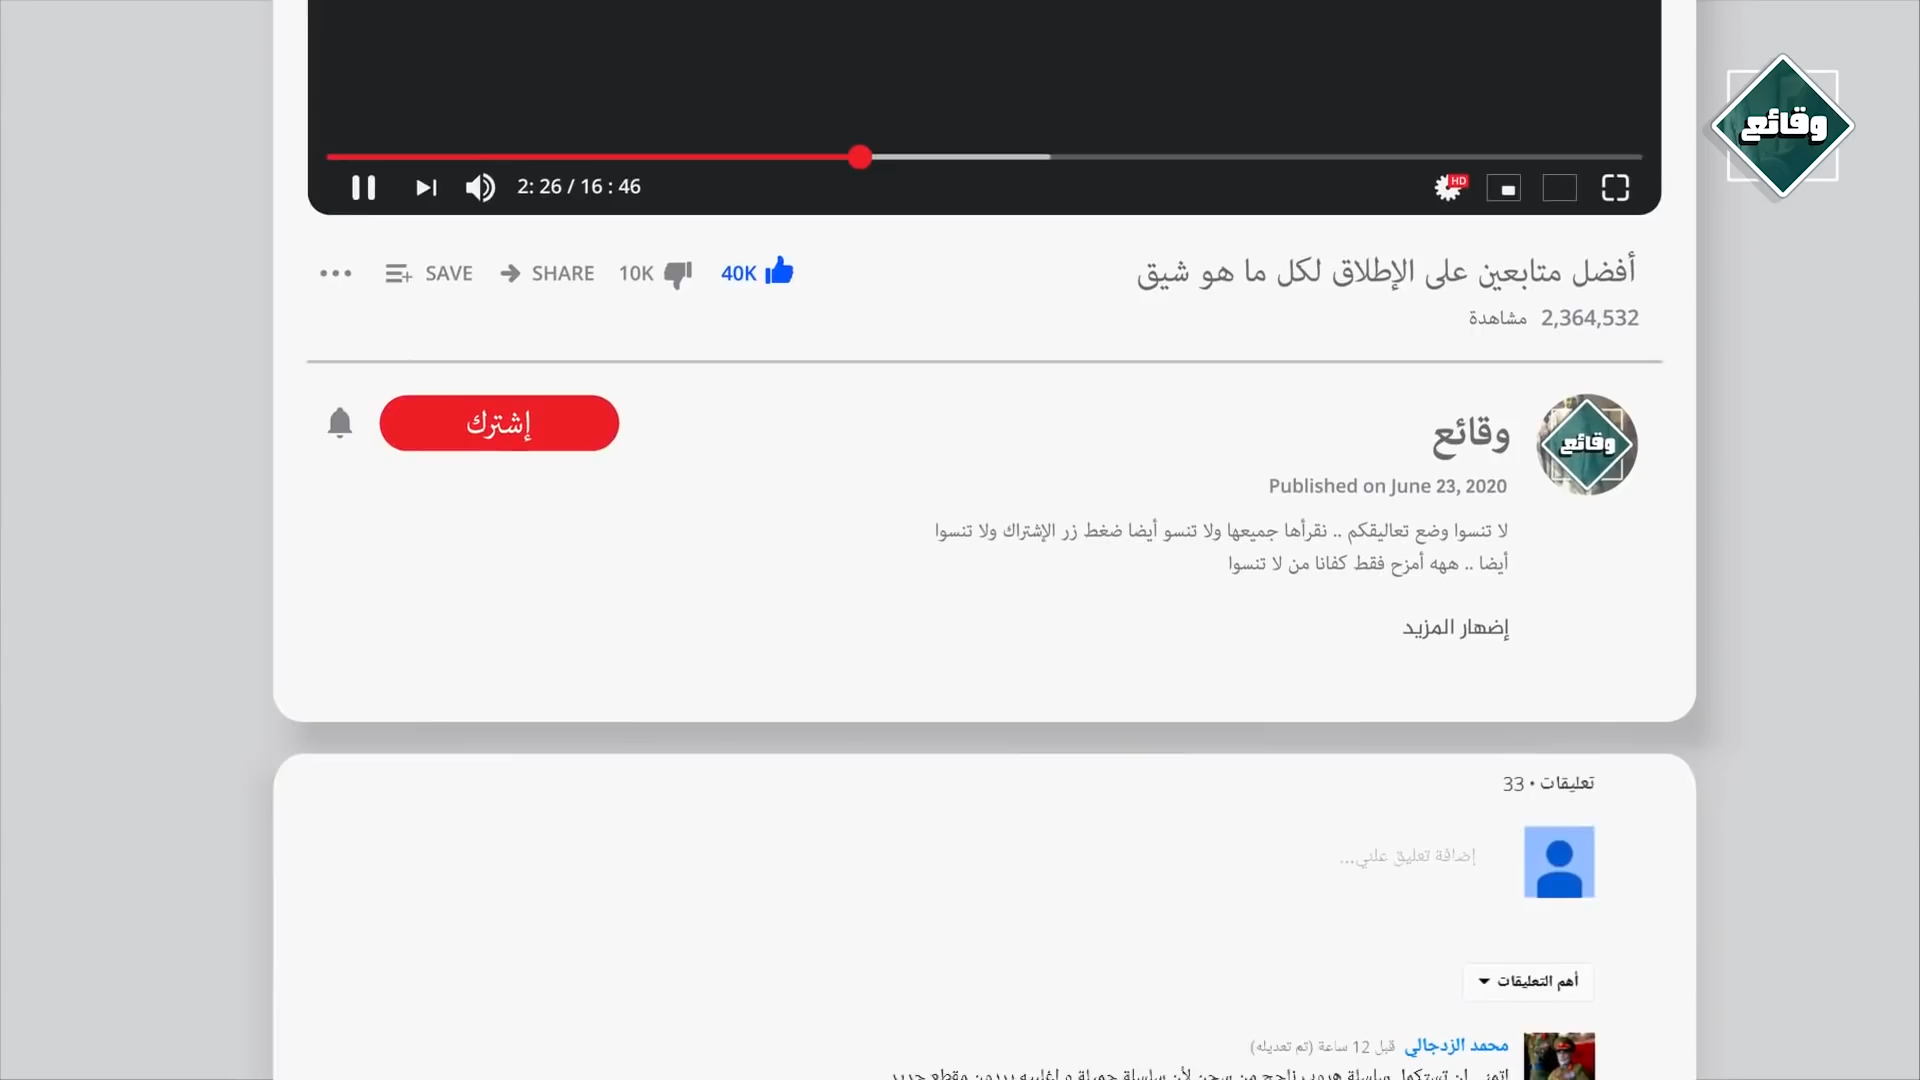 وقائع
2: 26 / 16 : 46
HD
أفضل متابعين على الإطلاق لكل ما هو شيق
2,364,532 مشاهدة
40K
10K
SHARE
SAVE
وقائع
وقائع
إشترك
Published on June 23, 2020
لا تنسوا وضع تعاليقكم .. نقرأها جميعها ولا تنسو أيضا ضغط زر الإشتراك ولا تنسوا
أيضا .. ههه أمزح فقط كفانا من لا تنسوا
إضهار المزيد
تعليقات • 33
إضافة تعليق علني...
أهم التعليقات
محمد الزدجالي قبل 12 ساعة (تم تعديله)